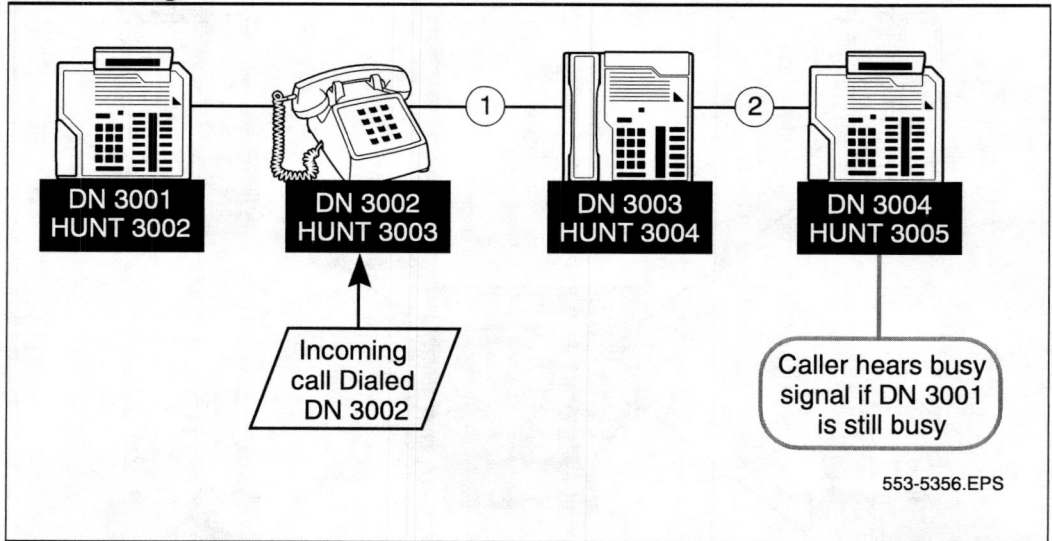 DN 3001
HUNT 3002
DN 3002
HUNT 3003
1
DN 3003
HUNT 3004
2
DN 3004
HUNT 3005
Incoming
call Dialed
DN 3002
Caller hears busy
signal if DN 3001
is still busy
553-5356.EPS